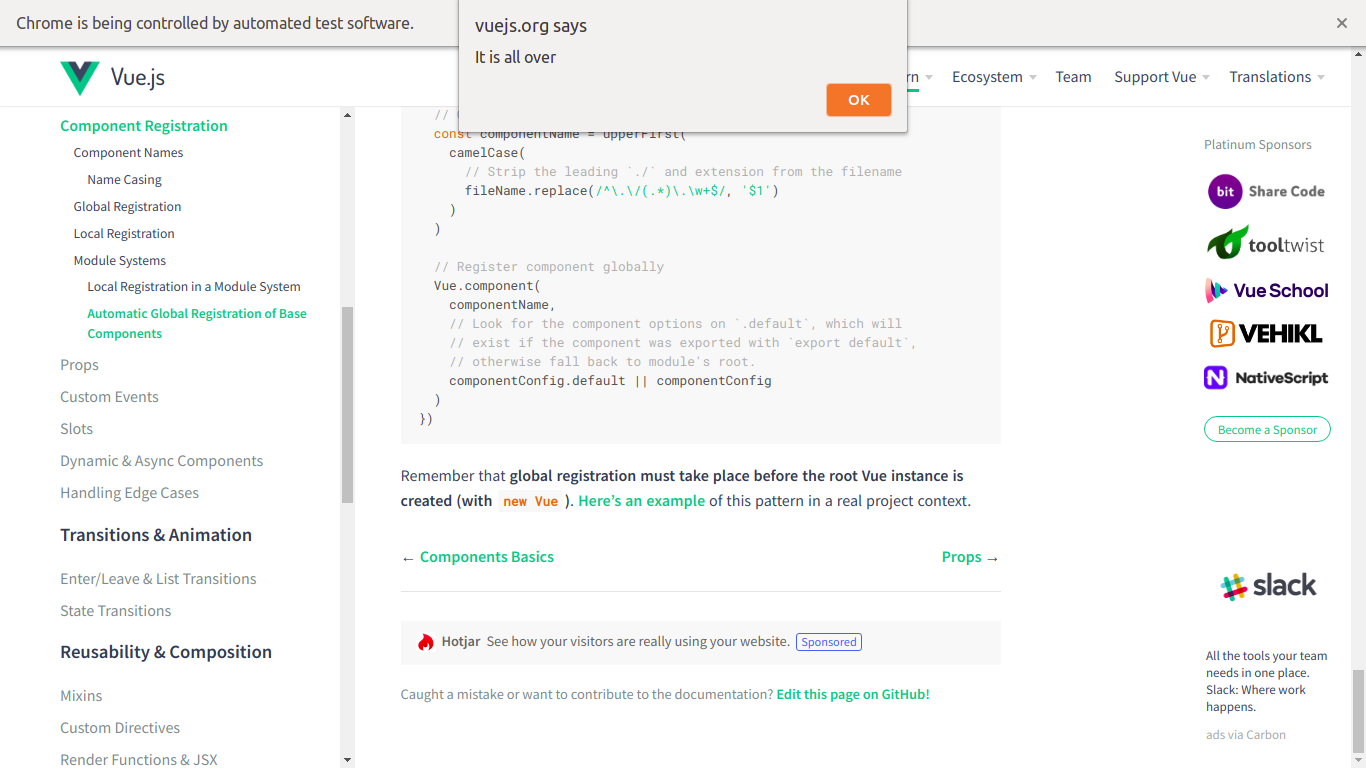 Chrome is being controlled by automated test software.
vuejs.org says
It is all over
OK
Vue.js
Ecosystem
Team
Support Vue
Translations
Component Registration
Component Names
Name Casing
Global Registration
Local Registration
Module Systems
Local Registration in a Module System
Automatic Global Registration of Base
Components
Props
Custom Events
Slots
Dynamic & Async Components
Handling Edge Cases
Transitions & Animation
Enter/Leave & List Transitions
State Transitions
Reusability & Composition
Mixins
Custom Directives
Render Functions & JSX
//
const componentName = upperFirst(
camelCase(
// Strip the leading `./` and extension from the filename
fileName.replace(/^\.\/(.*)\.\w+$/, '$1')
)
)
// Register component globally
Vue.component(
componentName,
// Look for the component options on `.default`, which will
// exist if the component was exported with `export default`,
// otherwise fall back to module's root.
componentConfig.default || componentConfig
)
})
Remember that global registration must take place before the root Vue instance is
created (with new Vue ). Here's an example of this pattern in a real project context.
← Components Basics
Props →
Hotjar See how your visitors are really using your website. Sponsored
Caught a mistake or want to contribute to the documentation? Edit this page on GitHub!
Platinum Sponsors
bit Share Code
tooltwist
Vue School
VEHIKL
NativeScript
Become a Sponsor
slack
All the tools your team
needs in one place.
Slack: Where work
happens.
ads via Carbon